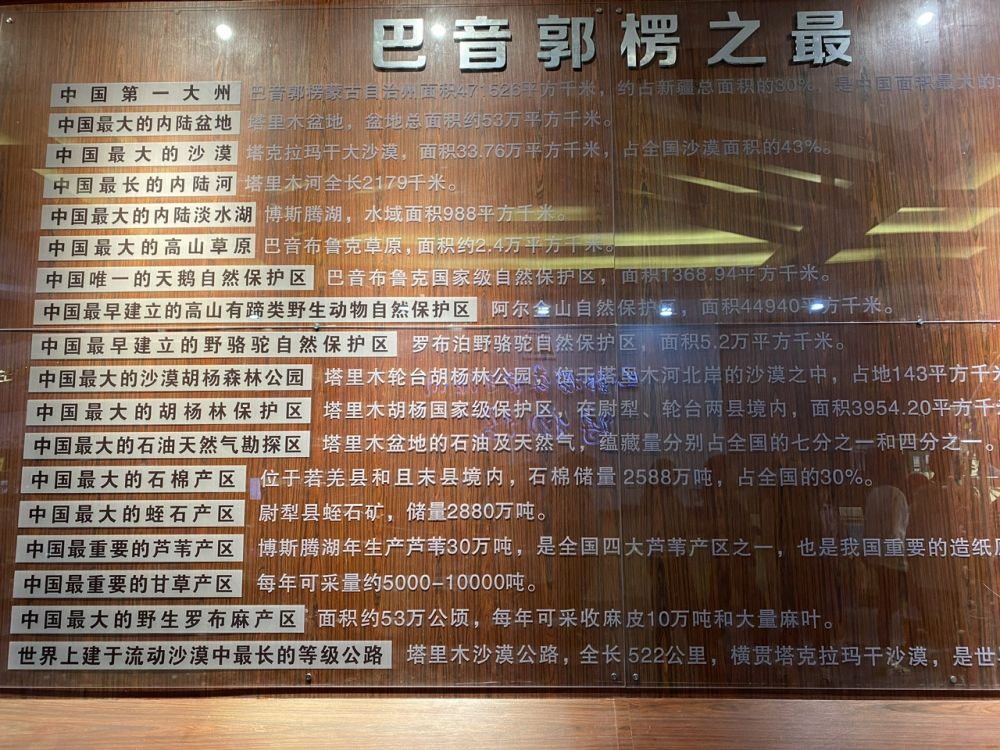 巴音郭楞之最
中国第一大州 巴音郭楞蒙古自治州面积471526平方千米，约占新疆总面积的30%，是中国面积最大的
中国最大的内陆盆地 塔里木盆地，盆地总面积约53万平方千米。
中国最大的沙漠 塔克拉玛干大沙漠，面积33.76万平方千米，占全国沙漠面积的43%。
中国最长的内陆河 塔里木河全长2179千米。
中国最大的内陆淡水湖 博斯腾湖，水域面积988平方千米。
中国最大的高山草原 巴音布鲁克草原，面积约2.4万平方千米。
中国唯一的天鹅自然保护区 巴音布鲁克国家级自然保护区，面积1368.94平方千米。
中国最早建立的高山有蹄类野生动物自然保护区 阿尔金山自然保护区，面积44940平方千米。
中国最早建立的野骆驼自然保护区 罗布泊野骆驼自然保护区，面积5.2万平方千米。
中国最大的沙漠胡杨森林公园 塔里木轮台胡杨林公园，位于塔里木河北岸的沙漠之中，占地143平方千米
中国最大的胡杨林保护区 塔里木胡杨国家级保护区，在尉犁、轮台两县境内，面积3954.20平方千米
中国最大的石油天然气勘探区 塔里木盆地的石油及天然气，蕴藏量分别占全国的七分之一和四分之一。
中国最大的石棉产区 位于若羌县和且末县境内，石棉储量2588万吨，占全国的30%。
中国最大的蛭石产区 尉犁县蛭石矿，储量2880万吨。
中国最重要的芦苇产区 博斯腾湖年生产芦苇30万吨，是全国四大芦苇产区之一，也是我国重要的造纸原
中国最重要的甘草产区 每年可采量约5000-10000吨。
中国最大的野生罗布麻产区 面积约53万公顷，每年可采收麻皮10万吨和大量麻叶。
世界上建于流动沙漠中最长的等级公路 塔里木沙漠公路，全长522公里，横贯塔克拉玛干沙漠，是世